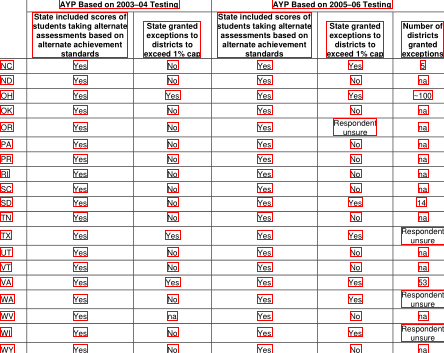 AYP Based on 2003–04 Testing AYP Based on 2005–06 Testing
State included scores of students taking alternate assessments based on alternate achievement standards
State granted exceptions to districts to exceed 1% cap
State included scores of students taking alternate assessments based on alternate achievement standards
State granted exceptions to districts to exceed 1% cap
Number of districts granted exceptions
NC Yes No Yes Yes 5
ND Yes No Yes No na
OH Yes Yes Yes Yes ~100
OK Yes No Yes No na
OR Yes No Yes Respondent unsure na
PA Yes No Yes No na
PR Yes No Yes No na
RI Yes No Yes No na
SC Yes No Yes No na
SD Yes No Yes Yes 14
TN Yes No Yes No na
TX Yes Yes Yes Yes Respondent unsure
UT Yes No Yes No na
VT Yes No Yes No na
VA Yes Yes Yes Yes 53
WA Yes No Yes Yes Respondent unsure
WV Yes na Yes No na
WI Yes No Yes Yes Respondent unsure
WY Yes No Yes No na